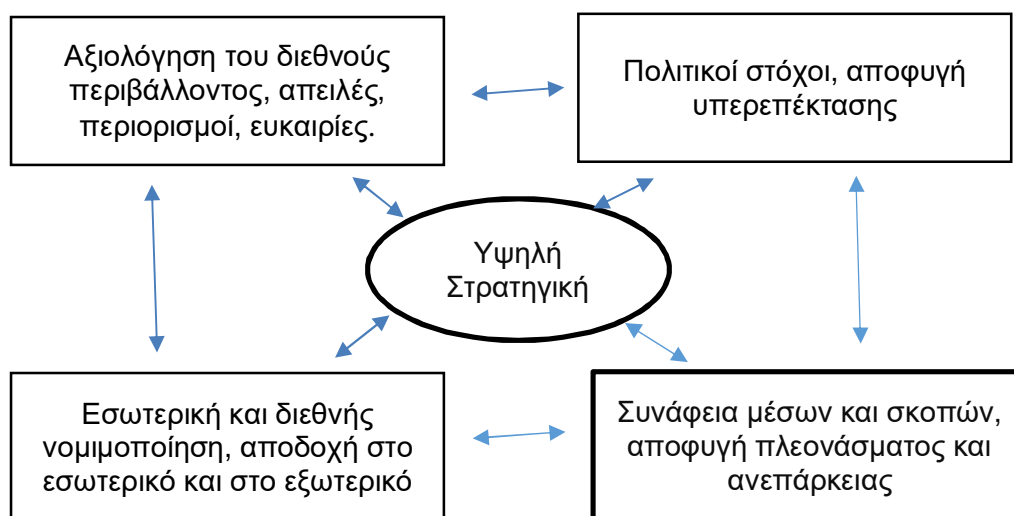 Αξιολόγηση του διεθνούς
περιβάλλοντος, απειλές,
περιορισμοί, ευκαιρίες.
Πολιτικοί στόχοι, αποφυγή
υπερεπέκτασης
Υψηλή
Στρατηγική
Εσωτερική και διεθνής
νομιμοποίηση, αποδοχή στο
εσωτερικό και στο εξωτερικό
Συνάφεια μέσων και σκοπών,
αποφυγή πλεονάσματος και
ανεπάρκειας